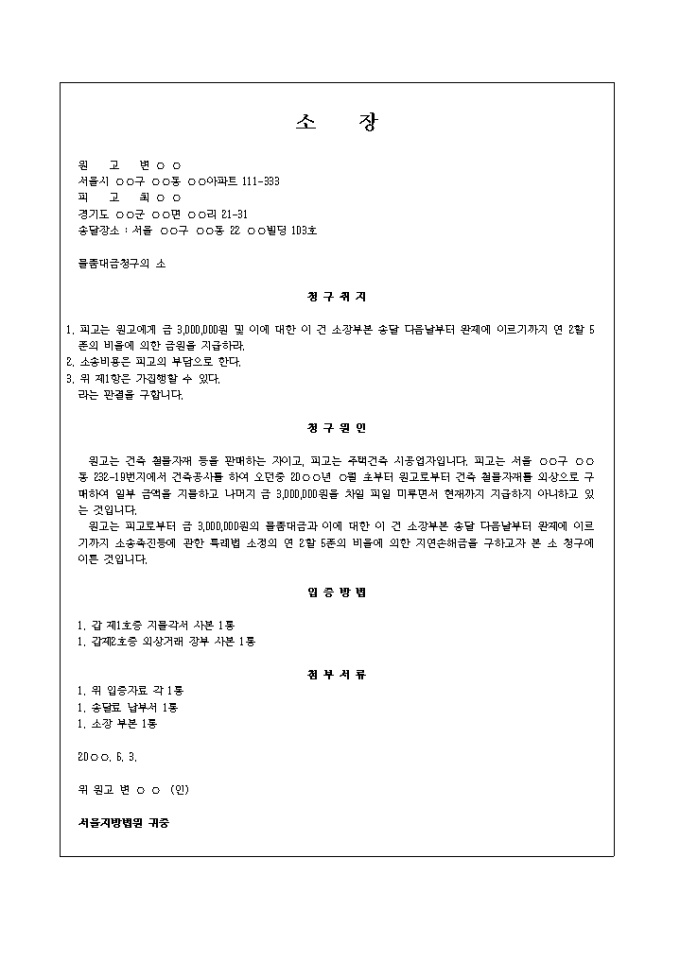 소 장
원 고 변 ○ ○
서울시 ○○구 ○○동 ○○아파트 111-333
피 고 최 ○ ○
경기도 ○○군 ○○면 ○○리 21-31
송달장소 : 서울 ○○구 ○○동 22 ○○빌딩 103호
물품대금청구의 소
청 구 취 지
1. 피고는 원고에게 금 3,000,000원 및 이에 대한 이 건 소장부본 송달 다음날부터 완제에 이르기까지 연 2할 5
푼의 비율에 의한 금원을 지급하라.
2. 소송비용은 피고의 부담으로 한다.
3. 위 제1항은 가집행할 수 있다.
라는 판결을 구합니다.
청 구 원 인
원고는 건축 철물자재 등을 판매하는 자이고, 피고는 주택건축 시공업자입니다. 피고는 서울 ○○구 ○○
동 232-19번지에서 건축공사를 하여 오던중 20○○년 ○월 초부터 원고로부터 건축 철물자재를 외상으로 구
매하여 일부 금액을 지불하고 나머지 금 3,000,000원을 차일 피일 미루면서 현재까지 지급하지 아니하고 있
는 것입니다.
원고는 피고로부터 금 3,000,000원의 물품대금과 이에 대한 이 건 소장부본 송달 다음날부터 완제에 이르
기까지 소송촉진등에 관한 특례법 소정의 연 2할 5푼의 비율에 의한 지연손해금을 구하고자 본 소 청구에
이른 것입니다.
입 증 방 법
1. 갑 제1호증 지불각서 사본 1통
1. 갑제2호증 외상거래 장부 사본 1통
첨 부 서 류
1. 위 입증자료 각 1통
1. 송달료 납부서 1통
1. 소장 부본 1통
20○○. 6. 3.
위 원고 변 ○ ○ (인)
서울지방법원 귀중